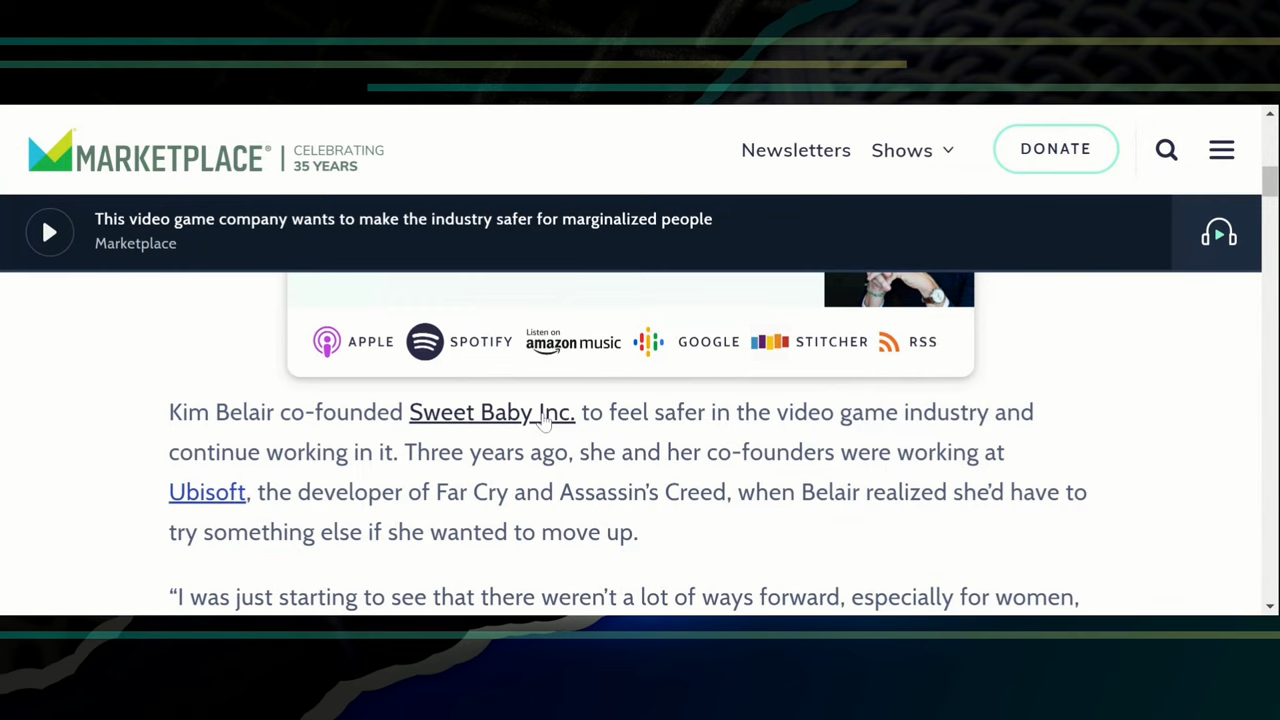 MARKETPLACE® | CELEBRATING 35 YEARS
Newsletters Shows DONATE
This video game company wants to make the industry safer for marginalized people
Marketplace
APPLE SPOTIFY Listen on amazon music GOOGLE STITCHER RSS
Kim Belair co-founded Sweet Baby Inc. to feel safer in the video game industry and
continue working in it. Three years ago, she and her co-founders were working at
Ubisoft, the developer of Far Cry and Assassin’s Creed, when Belair realized she’d have to
try something else if she wanted to move up.
“I was just starting to see that there weren’t a lot of ways forward, especially for women,